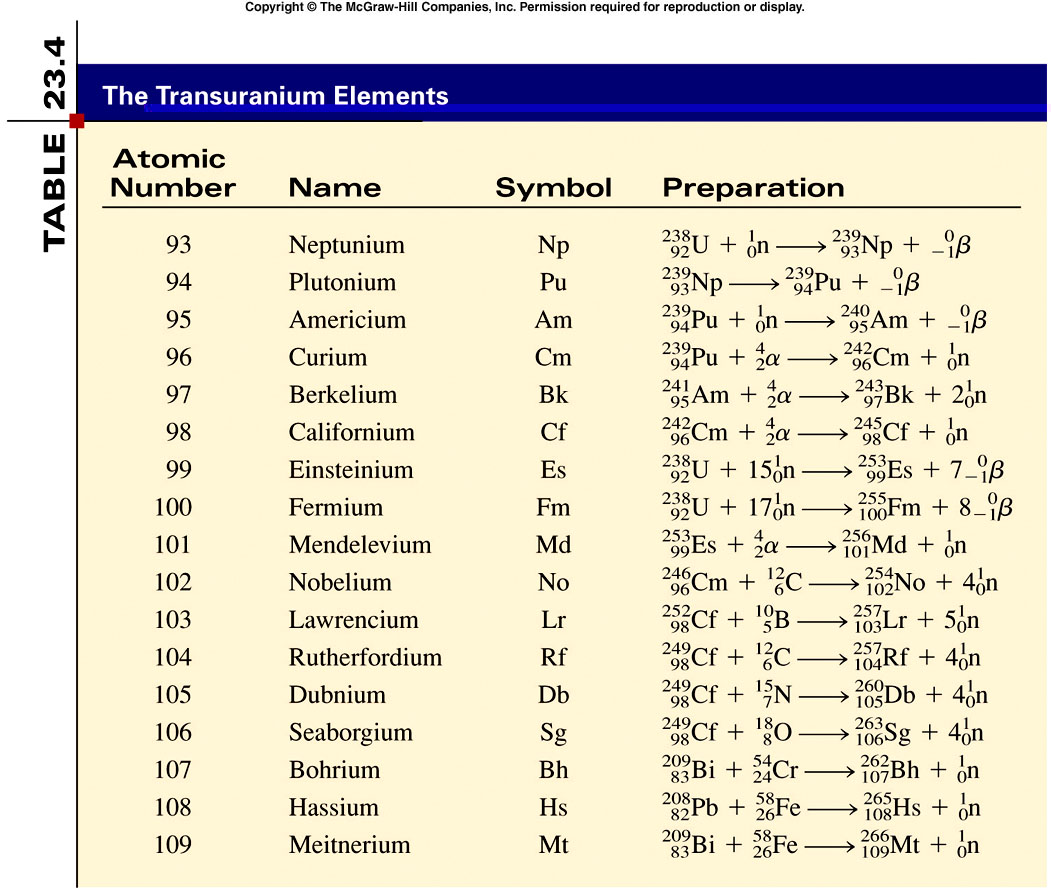 Copyright © The McGraw-Hill Companies, Inc. Permission required for reproduction or display.
TABLE 23.4
The Transuranium Elements
Atomic
Number Name Symbol Preparation
93 Neptunium Np ²³⁸₉₂U + ¹₀n ⟶ ²³⁹₉₃Np + ⁰₋₁β
94 Plutonium Pu ²³⁹₉₃Np ⟶ ²³⁹₉₄Pu + ⁰₋₁β
95 Americium Am ²³⁹₉₄Pu + ¹₀n ⟶ ²⁴⁰₉₅Am + ⁰₋₁β
96 Curium Cm ²³⁹₉₄Pu + ⁴₂α ⟶ ²⁴²₉₆Cm + ¹₀n
97 Berkelium Bk ²⁴¹₉₅Am + ⁴₂α ⟶ ²⁴³₉₇Bk + 2¹₀n
98 Californium Cf ²⁴²₉₆Cm + ⁴₂α ⟶ ²⁴⁵₉₈Cf + ¹₀n
99 Einsteinium Es ²³⁸₉₂U + 15¹₀n ⟶ ²⁵³₉₉Es + 7⁰₋₁β
100 Fermium Fm ²³⁸₉₂U + 17¹₀n ⟶ ²⁵⁵₁₀₀Fm + 8⁰₋₁β
101 Mendelevium Md ²⁵³₉₉Es + ⁴₂α ⟶ ²⁵⁶₁₀₁Md + ¹₀n
102 Nobelium No ²⁴⁶₉₆Cm + ¹²₆C ⟶ ²⁵⁴₁₀₂No + 4¹₀n
103 Lawrencium Lr ²⁵²₉₈Cf + ¹⁰₅B ⟶ ²⁵⁷₁₀₃Lr + 5¹₀n
104 Rutherfordium Rf ²⁴⁹₉₈Cf + ¹²₆C ⟶ ²⁵⁷₁₀₄Rf + 4¹₀n
105 Dubnium Db ²⁴⁹₉₈Cf + ¹⁵₇N ⟶ ²⁶⁰₁₀₅Db + 4¹₀n
106 Seaborgium Sg ²⁴⁹₉₈Cf + ¹⁸₈O ⟶ ²⁶³₁₀₆Sg + 4¹₀n
107 Bohrium Bh ²⁰⁹₈₃Bi + ⁵⁴₂₄Cr ⟶ ²⁶²₁₀₇Bh + ¹₀n
108 Hassium Hs ²⁰⁸₈₂Pb + ⁵⁸₂₆Fe ⟶ ²⁶⁵₁₀₈Hs + ¹₀n
109 Meitnerium Mt ²⁰⁹₈₃Bi + ⁵⁸₂₆Fe ⟶ ²⁶⁶₁₀₉Mt + ¹₀n